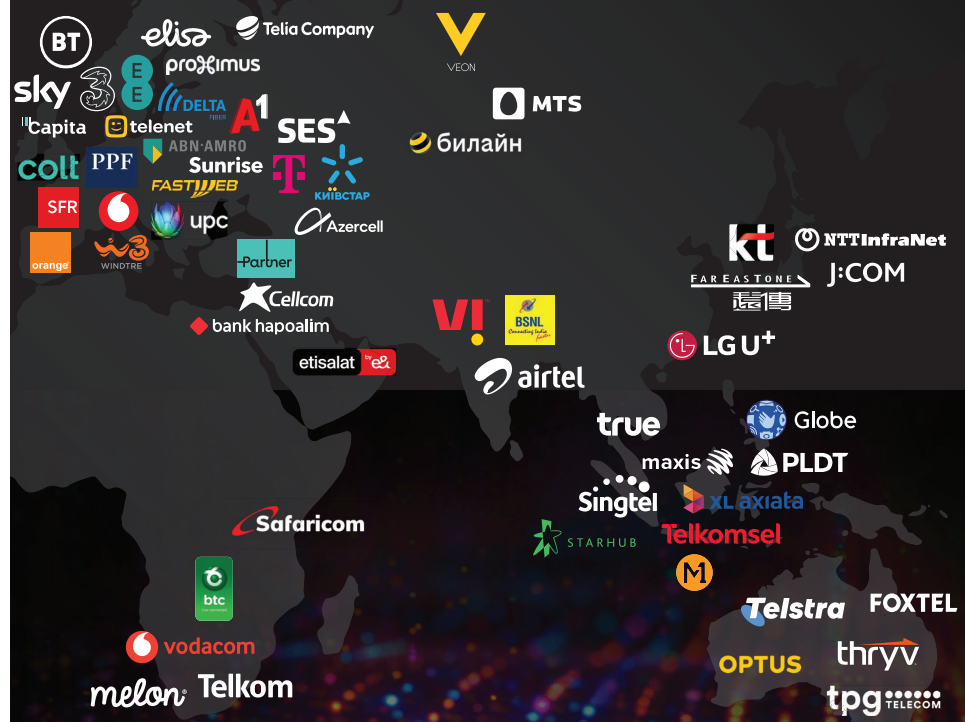 BT
elisa
Telia Company
VEON
sky
3
E
E
proximus
DELTA
FIBER
A1
SES
MTS
билайн
Capita
telenet
ABN·AMRO
colt
PPF
Sunrise
T
КИЇВСТАР
FASTWEB
SFR
upc
Azercell
orange
W3
WINDTRE
Partner
Cellcom
bank hapoalim
etisalat by e&
VI
BSNL
Connecting India
faster
airtel
kt
NTTInfraNet
FAREASTONE
遠傳
J:COM
LG U+
true
Globe
maxis
PLDT
Singtel
XL axiata
STARHUB
Telkomsel
M1
Safaricom
btc
vodacom
melon
Telkom
Telstra
FOXTEL
OPTUS
thryv
tpg
TELECOM